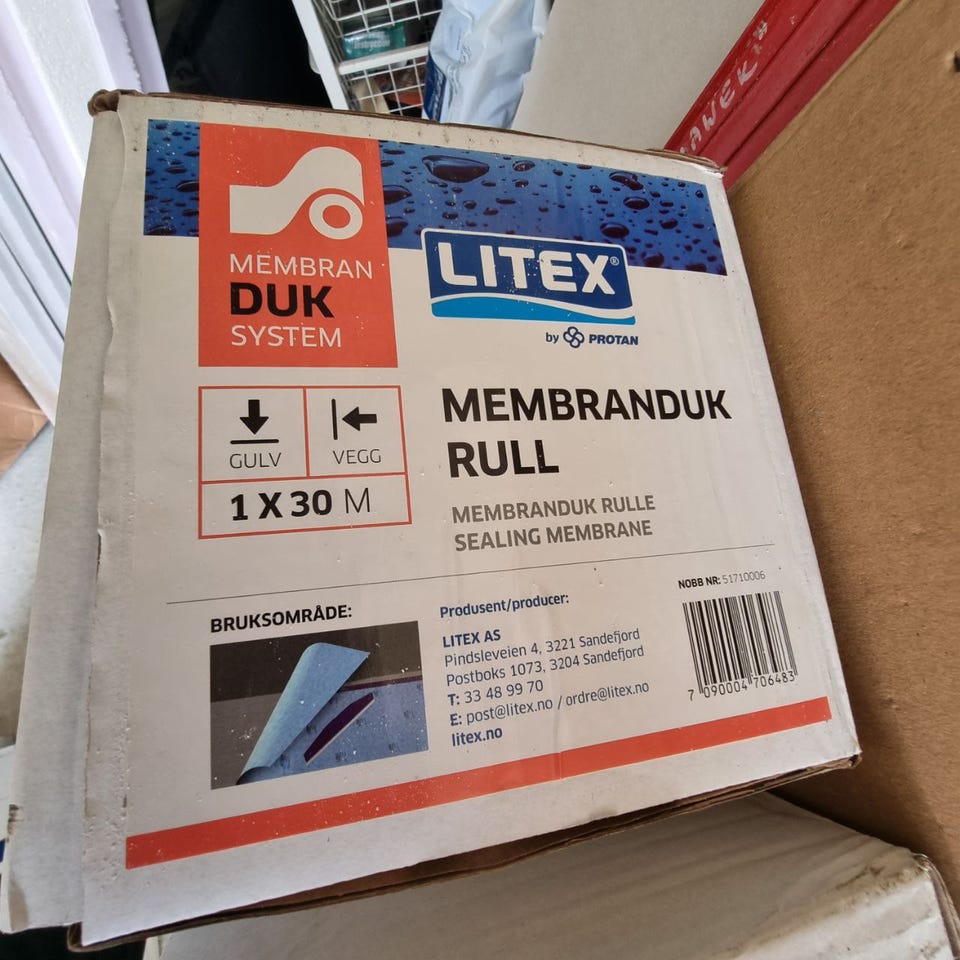 Instruction
HAWEK
MEMBRAN
DUK
SYSTEM
LITEX®
by PROTAN
GULV
VEGG
1 X 30 M
MEMBRANDUK
RULL
MEMBRANDUK RULLE
SEALING MEMBRANE
NOBB NR: 51710006
BRUKSOMRÅDE:
Produsent/producer:
LITEX AS
Pindsleveien 4, 3221 Sandefjord
Postboks 1073, 3204 Sandefjord
T: 33 48 99 70
E: post@litex.no / ordre@litex.no
litex.no
7 090004 706483